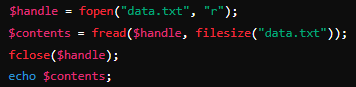 $handle = fopen("data.txt", "r");
$contents = fread($handle, filesize("data.txt"));
fclose($handle);
echo $contents;